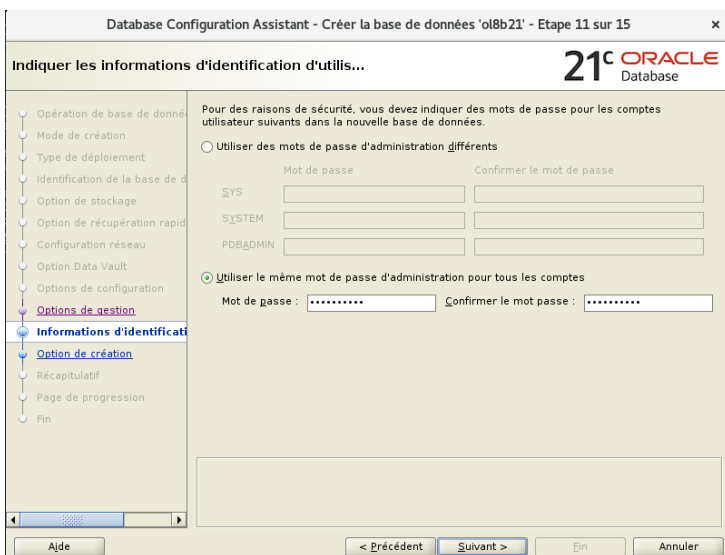 Database Configuration Assistant - Créer la base de données 'ol8b21' - Etape 11 sur 15
×
Indiquer les informations d'identification d'utilis...
21c ORACLE
Database
Opération de base de donné
Mode de création
Type de déploiement
Identification de la base de d
Option de stockage
Option de récupération rapid
Configuration réseau
Option Data Vault
Options de configuration
Options de gestion
Informations d'identificati
Option de création
Récapitulatif
Page de progression
Fin
Pour des raisons de sécurité, vous devez indiquer des mots de passe pour les comptes
utilisateur suivants dans la nouvelle base de données.
Utiliser des mots de passe d'administration différents
Mot de passe
Confirmer le mot de passe
SYS
SYSTEM
PDBADMIN
Utiliser le même mot de passe d'administration pour tous les comptes
Mot de passe : ••••••••••
Confirmer le mot passe : ••••••••••
Aide
< Précédent
Suivant >
Fin
Annuler